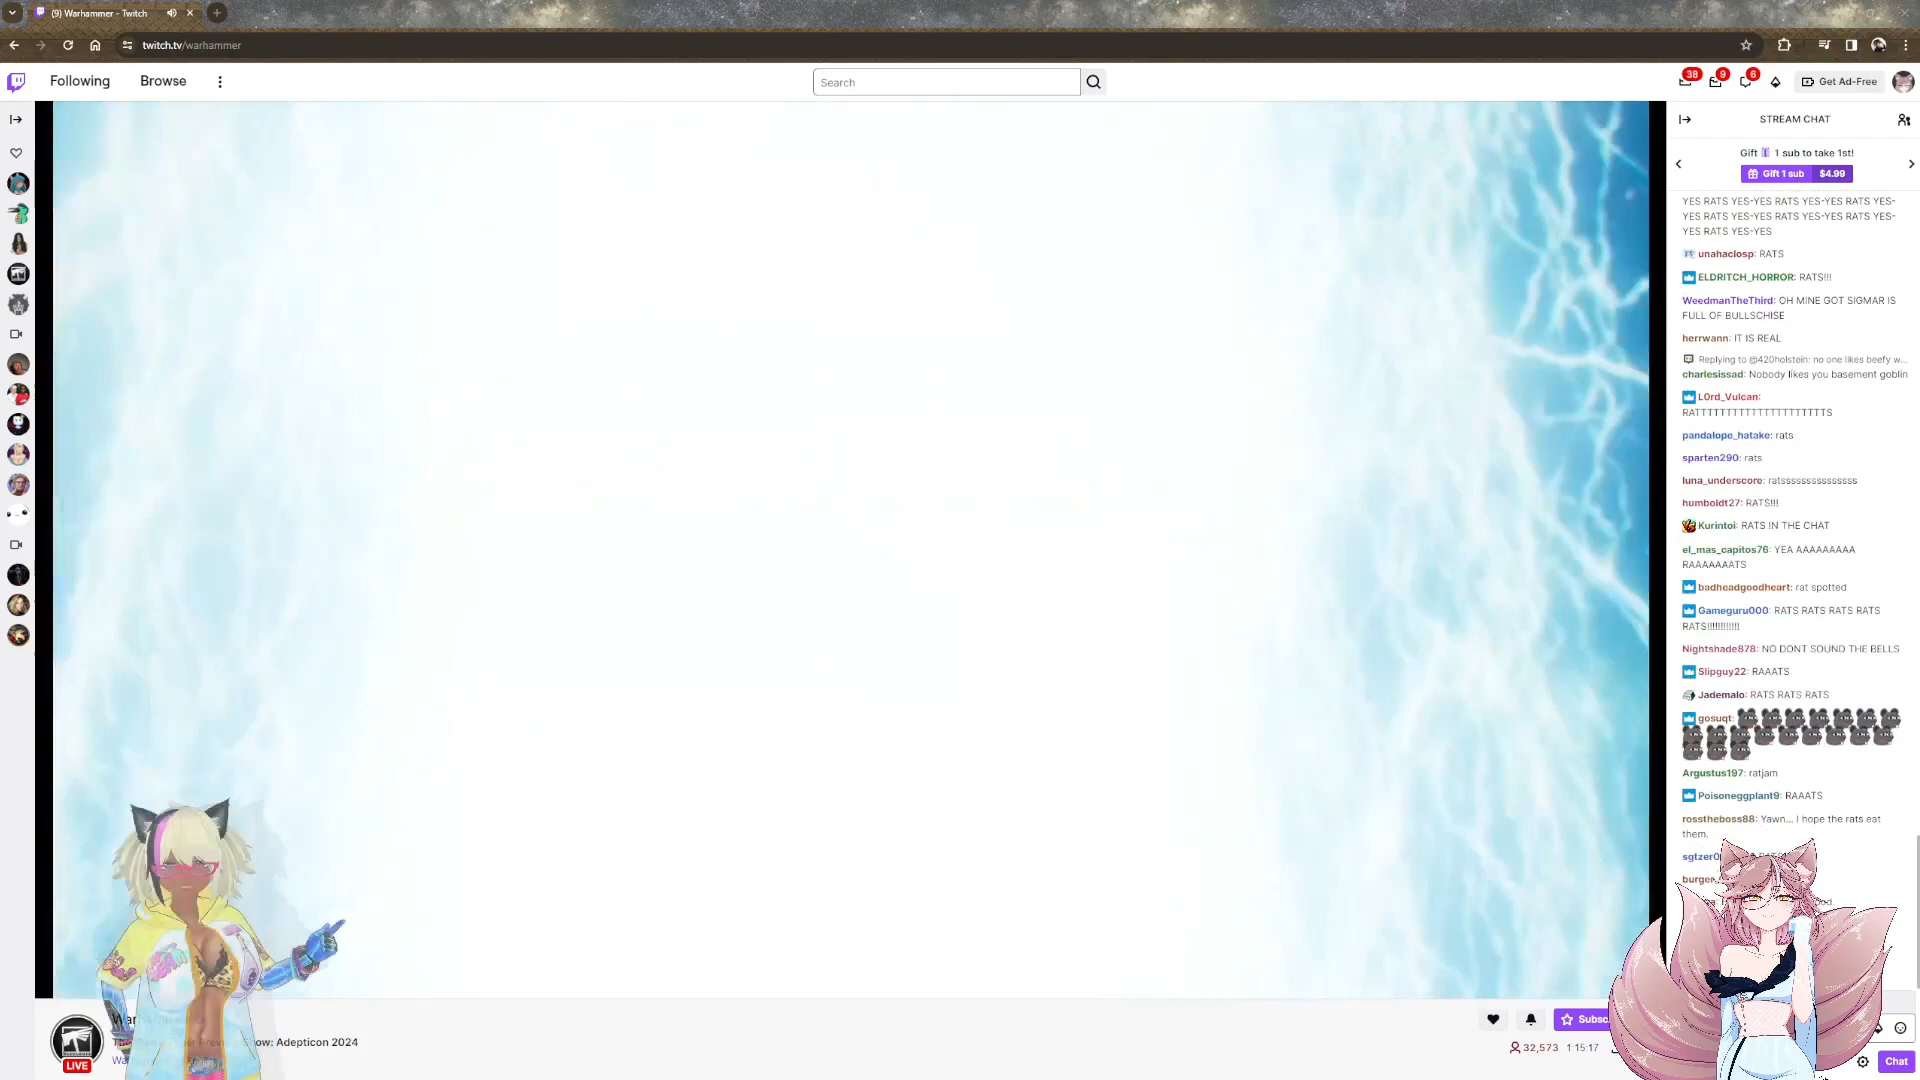 (9) Warhammer - Twitch
twitch.tv/warhammer
Following
Browse
Search
38
9
6
Get Ad-Free
STREAM CHAT
Gift 1 sub to take 1st!
Gift 1 sub $4.99
YES RATS YES-YES RATS YES-YES RATS YES-
YES RATS YES-YES RATS YES-YES RATS YES-
YES RATS YES-YES
unahaclosp: RATS
ELDRITCH_HORROR: RATS!!!
WeedmanTheThird: OH MINE GOT SIGMAR IS
FULL OF BULLSCHISE
herrwann: IT IS REAL
Replying to @420holstein: no one likes beefy w...
charlesissad: Nobody likes you basement goblin
L0rd_Vulcan:
RATTTTTTTTTTTTTTTTTTTTS
pandalope_hatake: rats
sparten290: rats
luna_underscore: ratsssssssssssssss
humboldt27: RATS!!!
Kurintoi: RATS IN THE CHAT
el_mas_capitos76: YEA AAAAAAAAA
RAAAAAAATS
badheadgoodheart: rat spotted
Gameguru000: RATS RATS RATS RATS
RATS!!!!!!!!!!!!
Nightshade878: NO DONT SOUND THE BELLS
Slipguy22: RAAATS
Jademalo: RATS RATS RATS
gosuqt:
Argustus197: ratjam
Poisoneggplant9: RAAATS
rosstheboss88: Yawn... I hope the rats eat
them.
sgtzer0
burger_
Show: Adepticon 2024
LIVE
Subsc
32,573 1:15:17
Chat